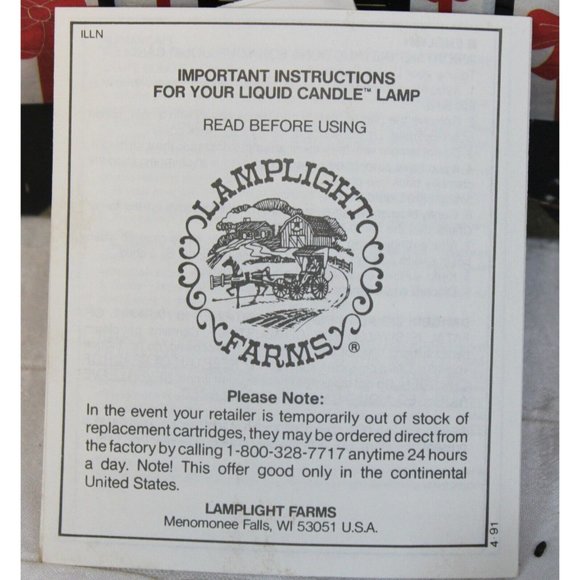 ILLN
IMPORTANT INSTRUCTIONS
FOR YOUR LIQUID CANDLE™ LAMP
READ BEFORE USING
LAMPLIGHT
FARMS®
Please Note:
In the event your retailer is temporarily out of stock of
replacement cartridges, they may be ordered direct from
the factory by calling 1-800-328-7717 anytime 24 hours
a day. Note! This offer good only in the continental
United States.
LAMPLIGHT FARMS
Menomonee Falls, WI 53051 U.S.A.
4 91